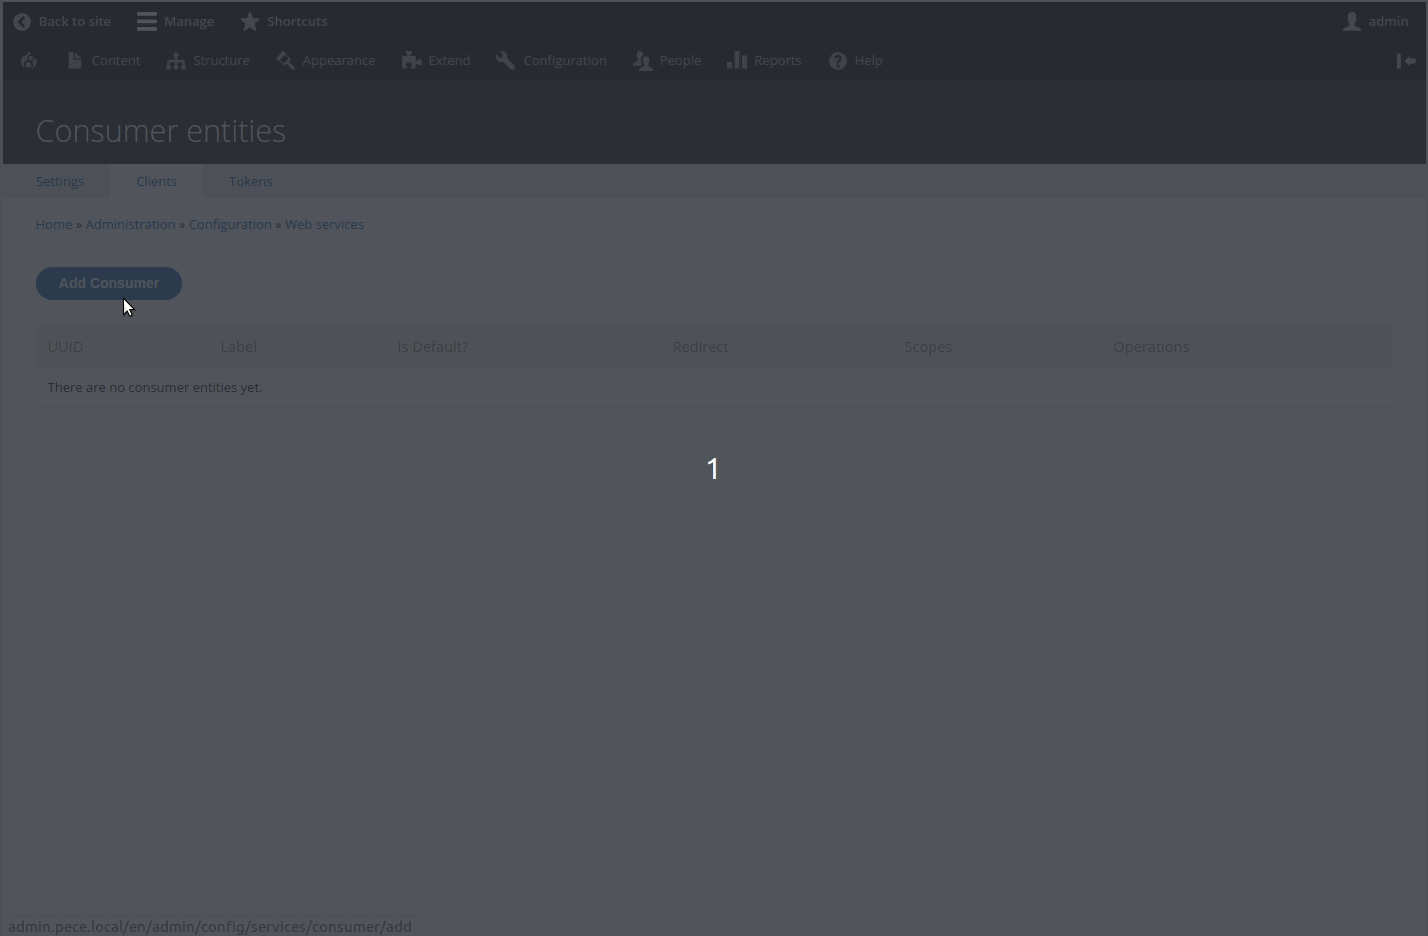 Back to site Manage Shortcuts admin
Content Structure Appearance Extend Configuration People Reports Help
Consumer entities
Settings Clients Tokens
Home » Administration » Configuration » Web services
Add Consumer
UUID Label Is Default? Redirect Scopes Operations
There are no consumer entities yet.
1
admin.pece.local/en/admin/config/services/consumer/add